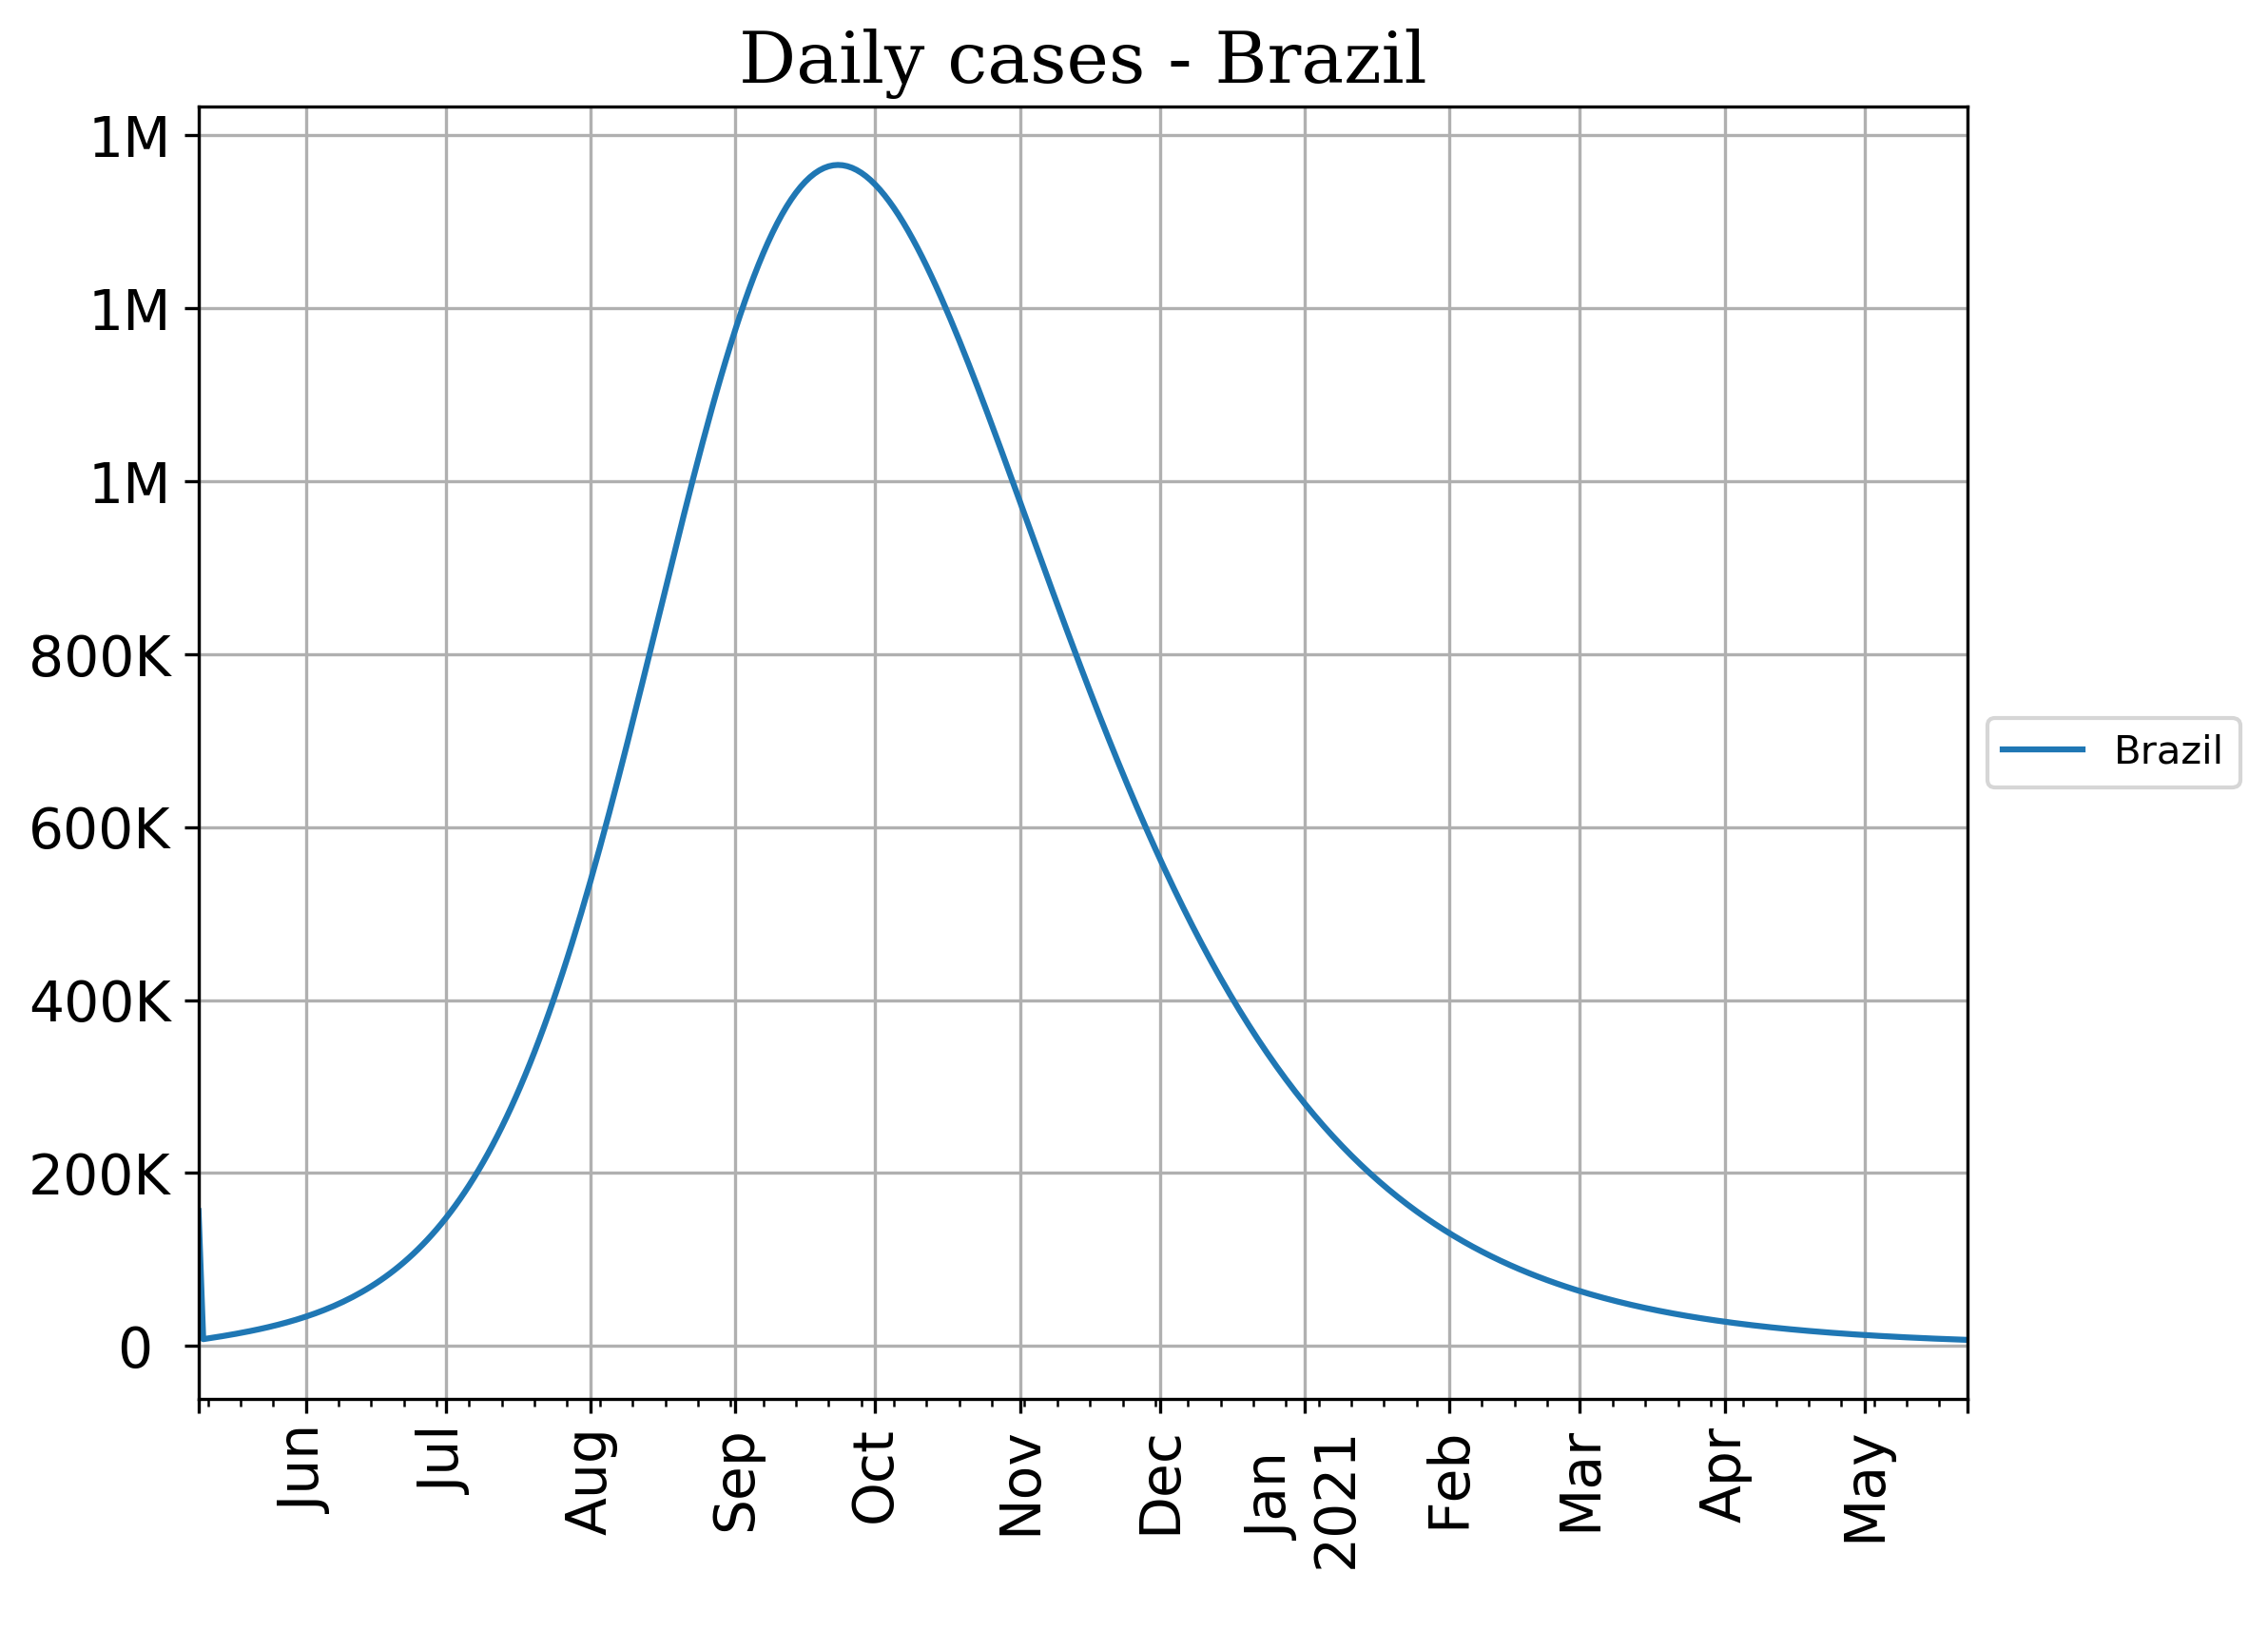 Daily cases - Brazil
1M
1M
1M
800K
600K
400K
200K
0
Brazil
Jun
Jul
Aug
Sep
Oct
Nov
Dec
Jan
2021
Feb
Mar
Apr
May